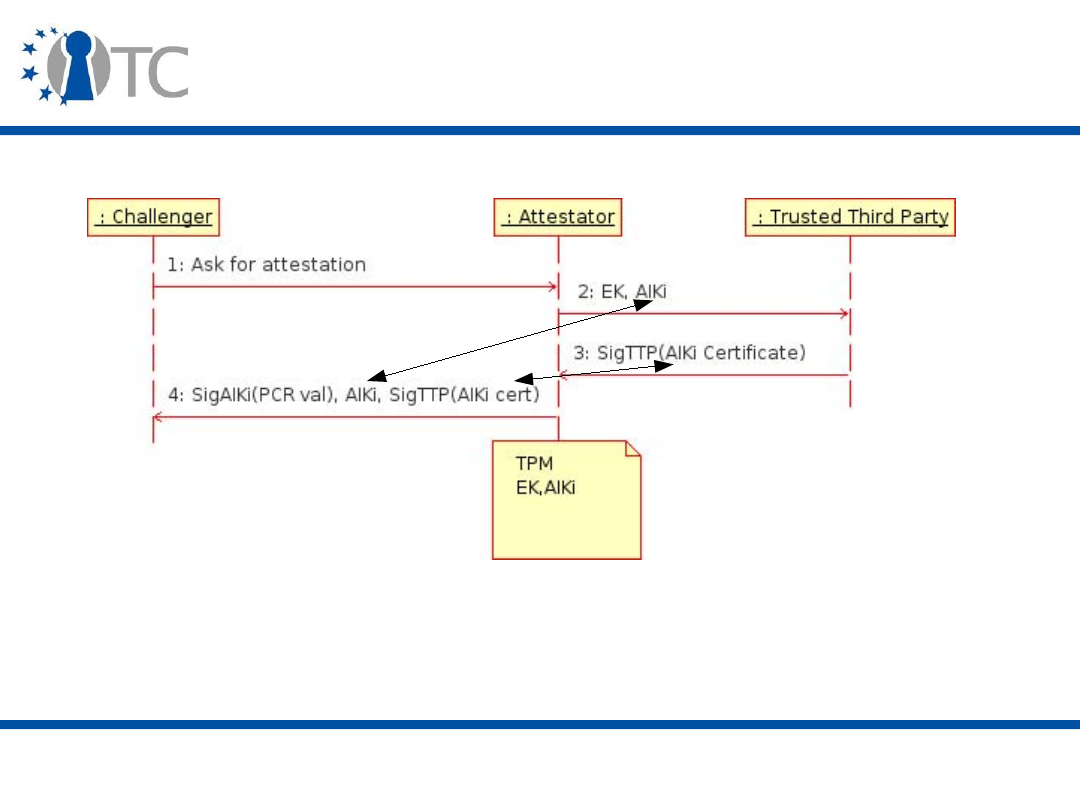 TC
: Challenger
: Attestator
: Trusted Third Party
1: Ask for attestation
2: EK, AIKi
3: SigTTP(AIKi Certificate)
4: SigAIKi(PCR val), AIKi, SigTTP(AIKi cert)
TPM
EK,AIKi